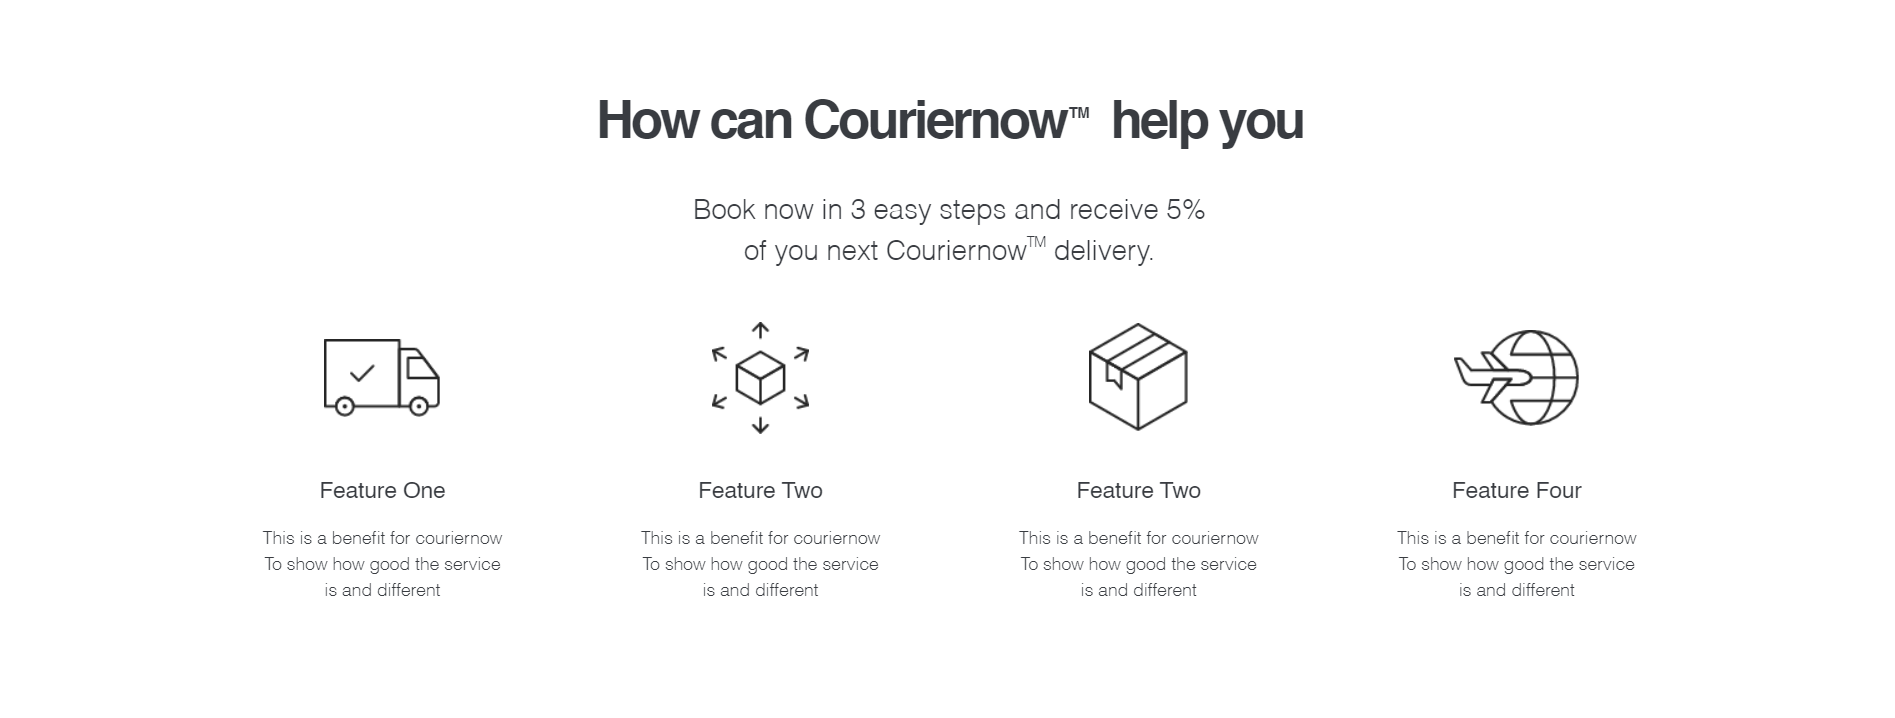 How can Couriernow™ help you
Book now in 3 easy steps and receive 5%
of you next Couriernow™ delivery.
Feature One
This is a benefit for couriernow
To show how good the service
is and different
Feature Two
This is a benefit for couriernow
To show how good the service
is and different
Feature Two
This is a benefit for couriernow
To show how good the service
is and different
Feature Four
This is a benefit for couriernow
To show how good the service
is and different